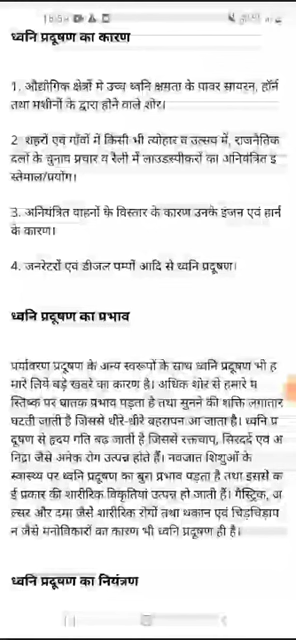 ध्वनि प्रदूषण का कारण
1. औद्योगिक क्षेत्रों मे उच्च ध्वनि क्षमता के पावर सायरन, हॉर्न
तथा मशीनों के द्वारा होने वाले शोर।
2 शहरों एवं गाँवों में किसी भी त्योहार व उत्सव में, राजनैतिक
दलों के चुनाव प्रचार व रैली में लाउडस्पीकरों का अनियंत्रित इ
स्तेमाल/प्रयोग।
3. अनियंत्रित वाहनों के विस्तार के कारण उनके इंजन एवं हार्न
के कारण।
4. जनरेटरों एवं डीजल पम्पों आदि से ध्वनि प्रदूषण।
ध्वनि प्रदूषण का प्रभाव
पर्यावरण प्रदूषण के अन्य स्वरूपों के साथ ध्वनि प्रदूषण भी ह
मारे लिये बड़े खतरे का कारण है। अधिक शोर से हमारे म
स्तिष्क पर घातक प्रभाव पड़ता है तथा सुनने की शक्ति लगातार
घटती जाती है जिससे धीरे-धीरे बहरापन आ जाता है। ध्वनि प्र
दूषण से हृदय गति बढ़ जाती है जिससे रक्तचाप, सिरदर्द एवं अ
निद्रा जैसे अनेक रोग उत्पन्न होते हैं। नवजात शिशुओं के
स्वास्थ्य पर ध्वनि प्रदूषण का बुरा प्रभाव पड़ता है तथा इससे क
ई प्रकार की शारीरिक विकृतियां उत्पन्न हो जाती हैं। गैस्ट्रिक, अ
ल्सर और दमा जैसे शारीरिक रोगों तथा थकान एवं चिड़चिड़ाप
न जैसे मनोविकारों का कारण भी ध्वनि प्रदूषण ही है।
ध्वनि प्रदूषण का नियंत्रण